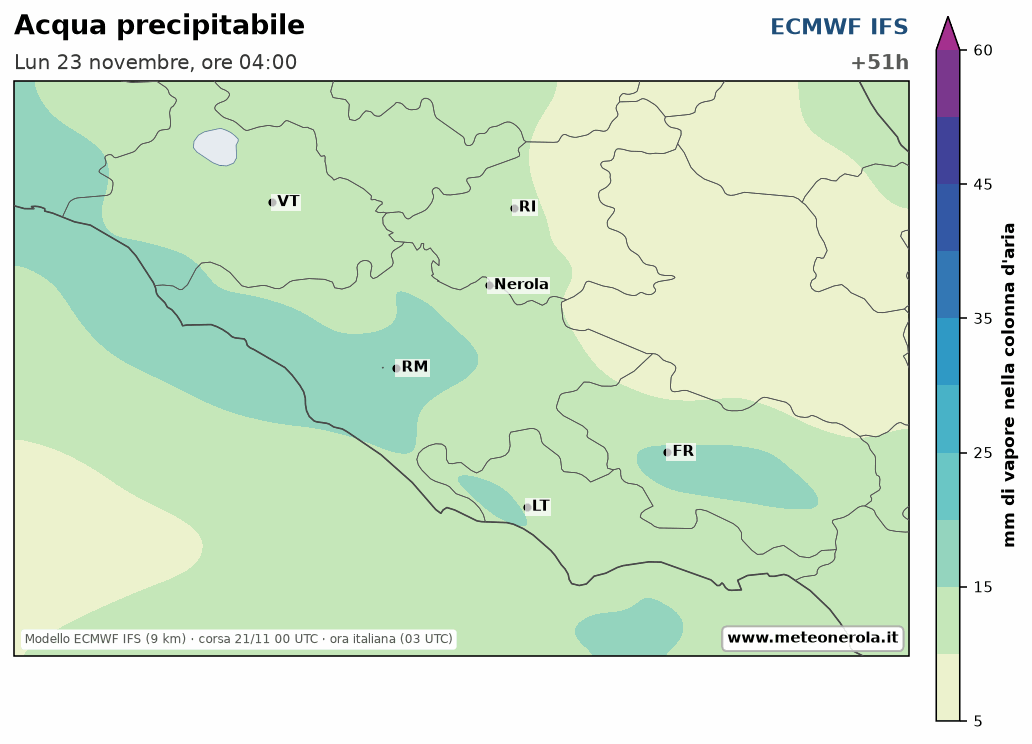 Acqua precipitabile
ECMWF IFS
Lun 23 novembre, ore 04:00
+51h
VT
RI
Nerola
RM
FR
LT
Modello ECMWF IFS (9 km) · corsa 21/11 00 UTC · ora italiana (03 UTC)
www.meteonerola.it
60
45
35
25
15
5
mm di vapore nella colonna d'aria